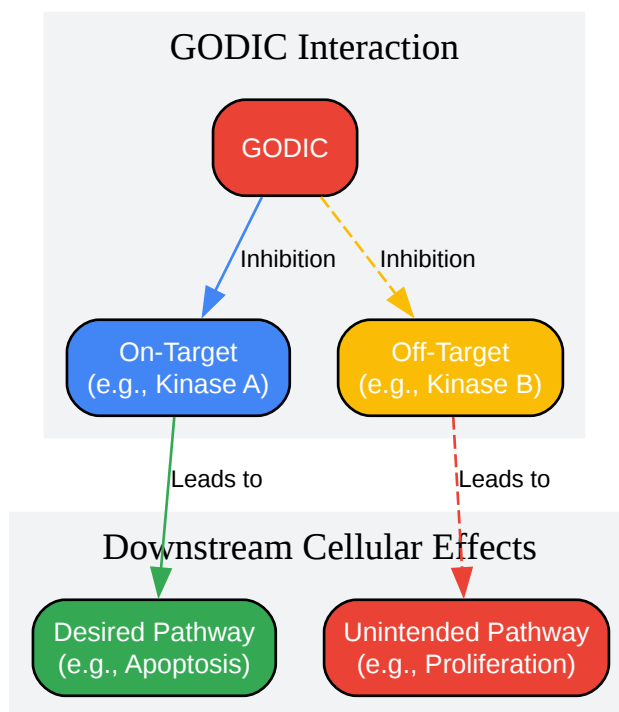 GODIC Interaction
GODIC
Inhibition
Inhibition
On-Target
(e.g., Kinase A)
Off-Target
(e.g., Kinase B)
Leads to
Leads to
Downstream Cellular Effects
Desired Pathway
(e.g., Apoptosis)
Unintended Pathway
(e.g., Proliferation)